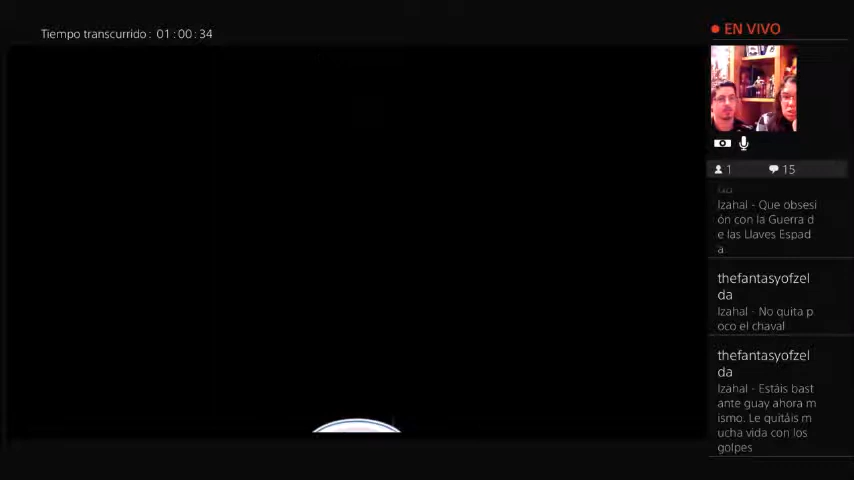 Tiempo transcurrido : 01:00:34
EN VIVO
1 15
Izahal - Que obsesi
ón con la Guerra d
e las Llaves Espad
a
thefantasyofzel
da
Izahal - No quita p
oco el chaval
thefantasyofzel
da
Izahal - Estáis bast
ante guay ahora m
ismo. Le quitáis m
ucha vida con los
golpes